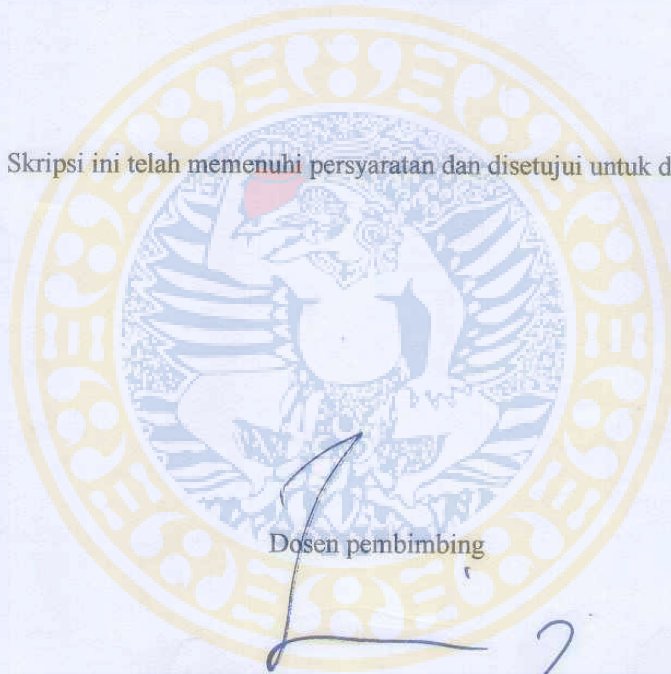 Skripsi ini telah memenuhi persyaratan dan disetujui untuk
Dosen pembimbing